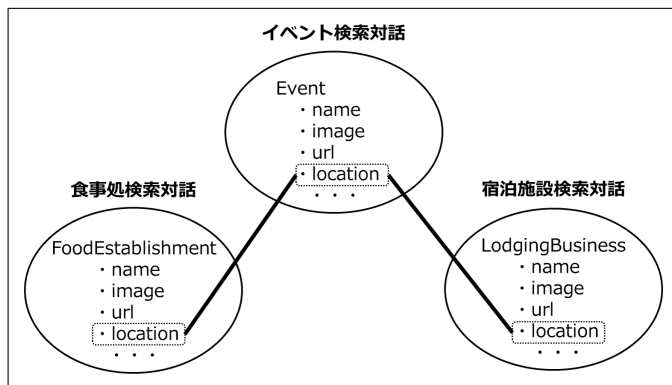 イベント検索対話
Event
・name
・image
・url
・location
・・・
食事処検索対話
FoodEstablishment
・name
・image
・url
・location
・・・
宿泊施設検索対話
LodgingBusiness
・name
・image
・url
・location
・・・